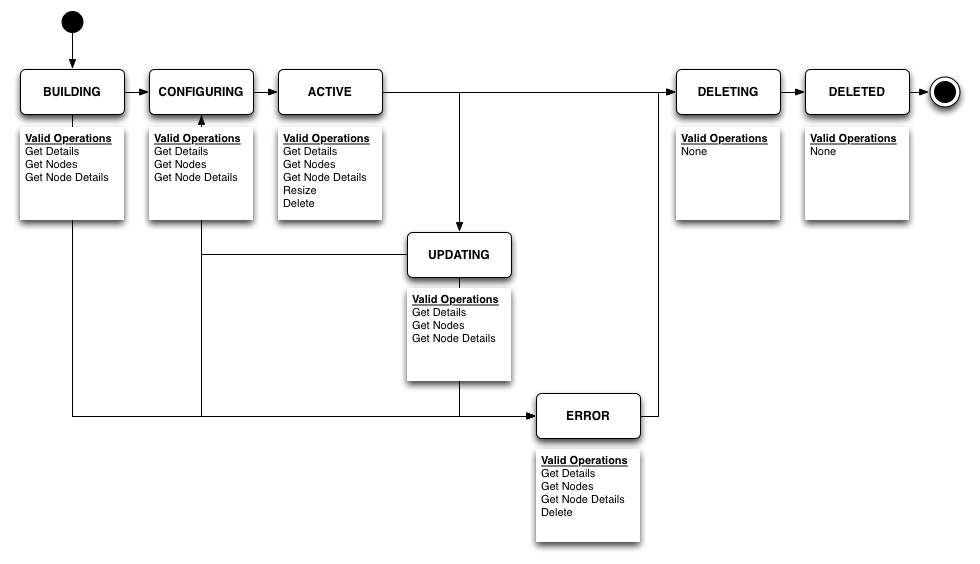 BUILDING
CONFIGURING
ACTIVE
DELETING
DELETED
Valid Operations
Get Details
Get Nodes
Get Node Details
Valid Operations
Get Details
Get Nodes
Get Node Details
Valid Operations
Get Details
Get Nodes
Get Node Details
Resize
Delete
Valid Operations
None
Valid Operations
None
UPDATING
Valid Operations
Get Details
Get Nodes
Get Node Details
ERROR
Valid Operations
Get Details
Get Nodes
Get Node Details
Delete